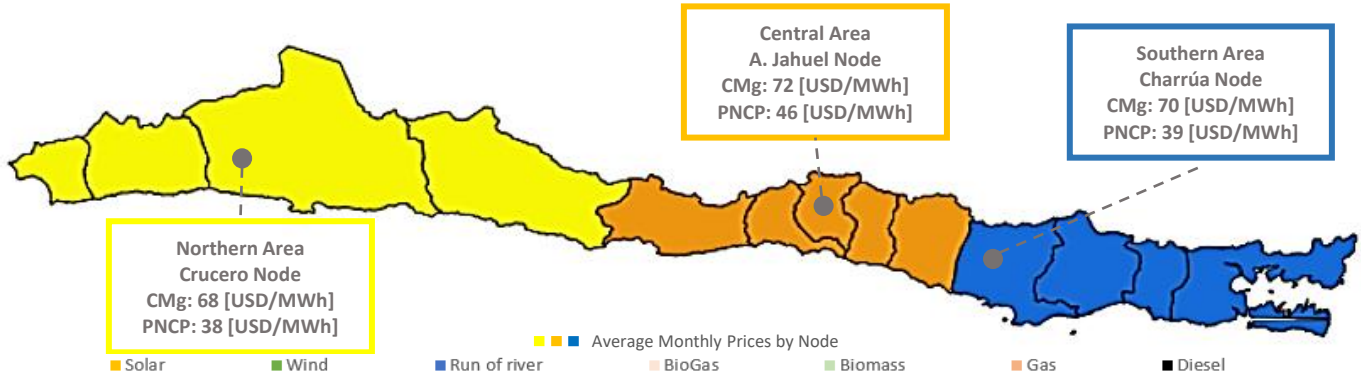 Central Area
A. Jahuel Node
CMg: 72 [USD/MWh]
PNCP: 46 [USD/MWh]
Southern Area
Charrúa Node
CMg: 70 [USD/MWh]
PNCP: 39 [USD/MWh]
Northern Area
Crucero Node
CMg: 68 [USD/MWh]
PNCP: 38 [USD/MWh]
Average Monthly Prices by Node
Solar Wind Run of river BioGas Biomass Gas Diesel